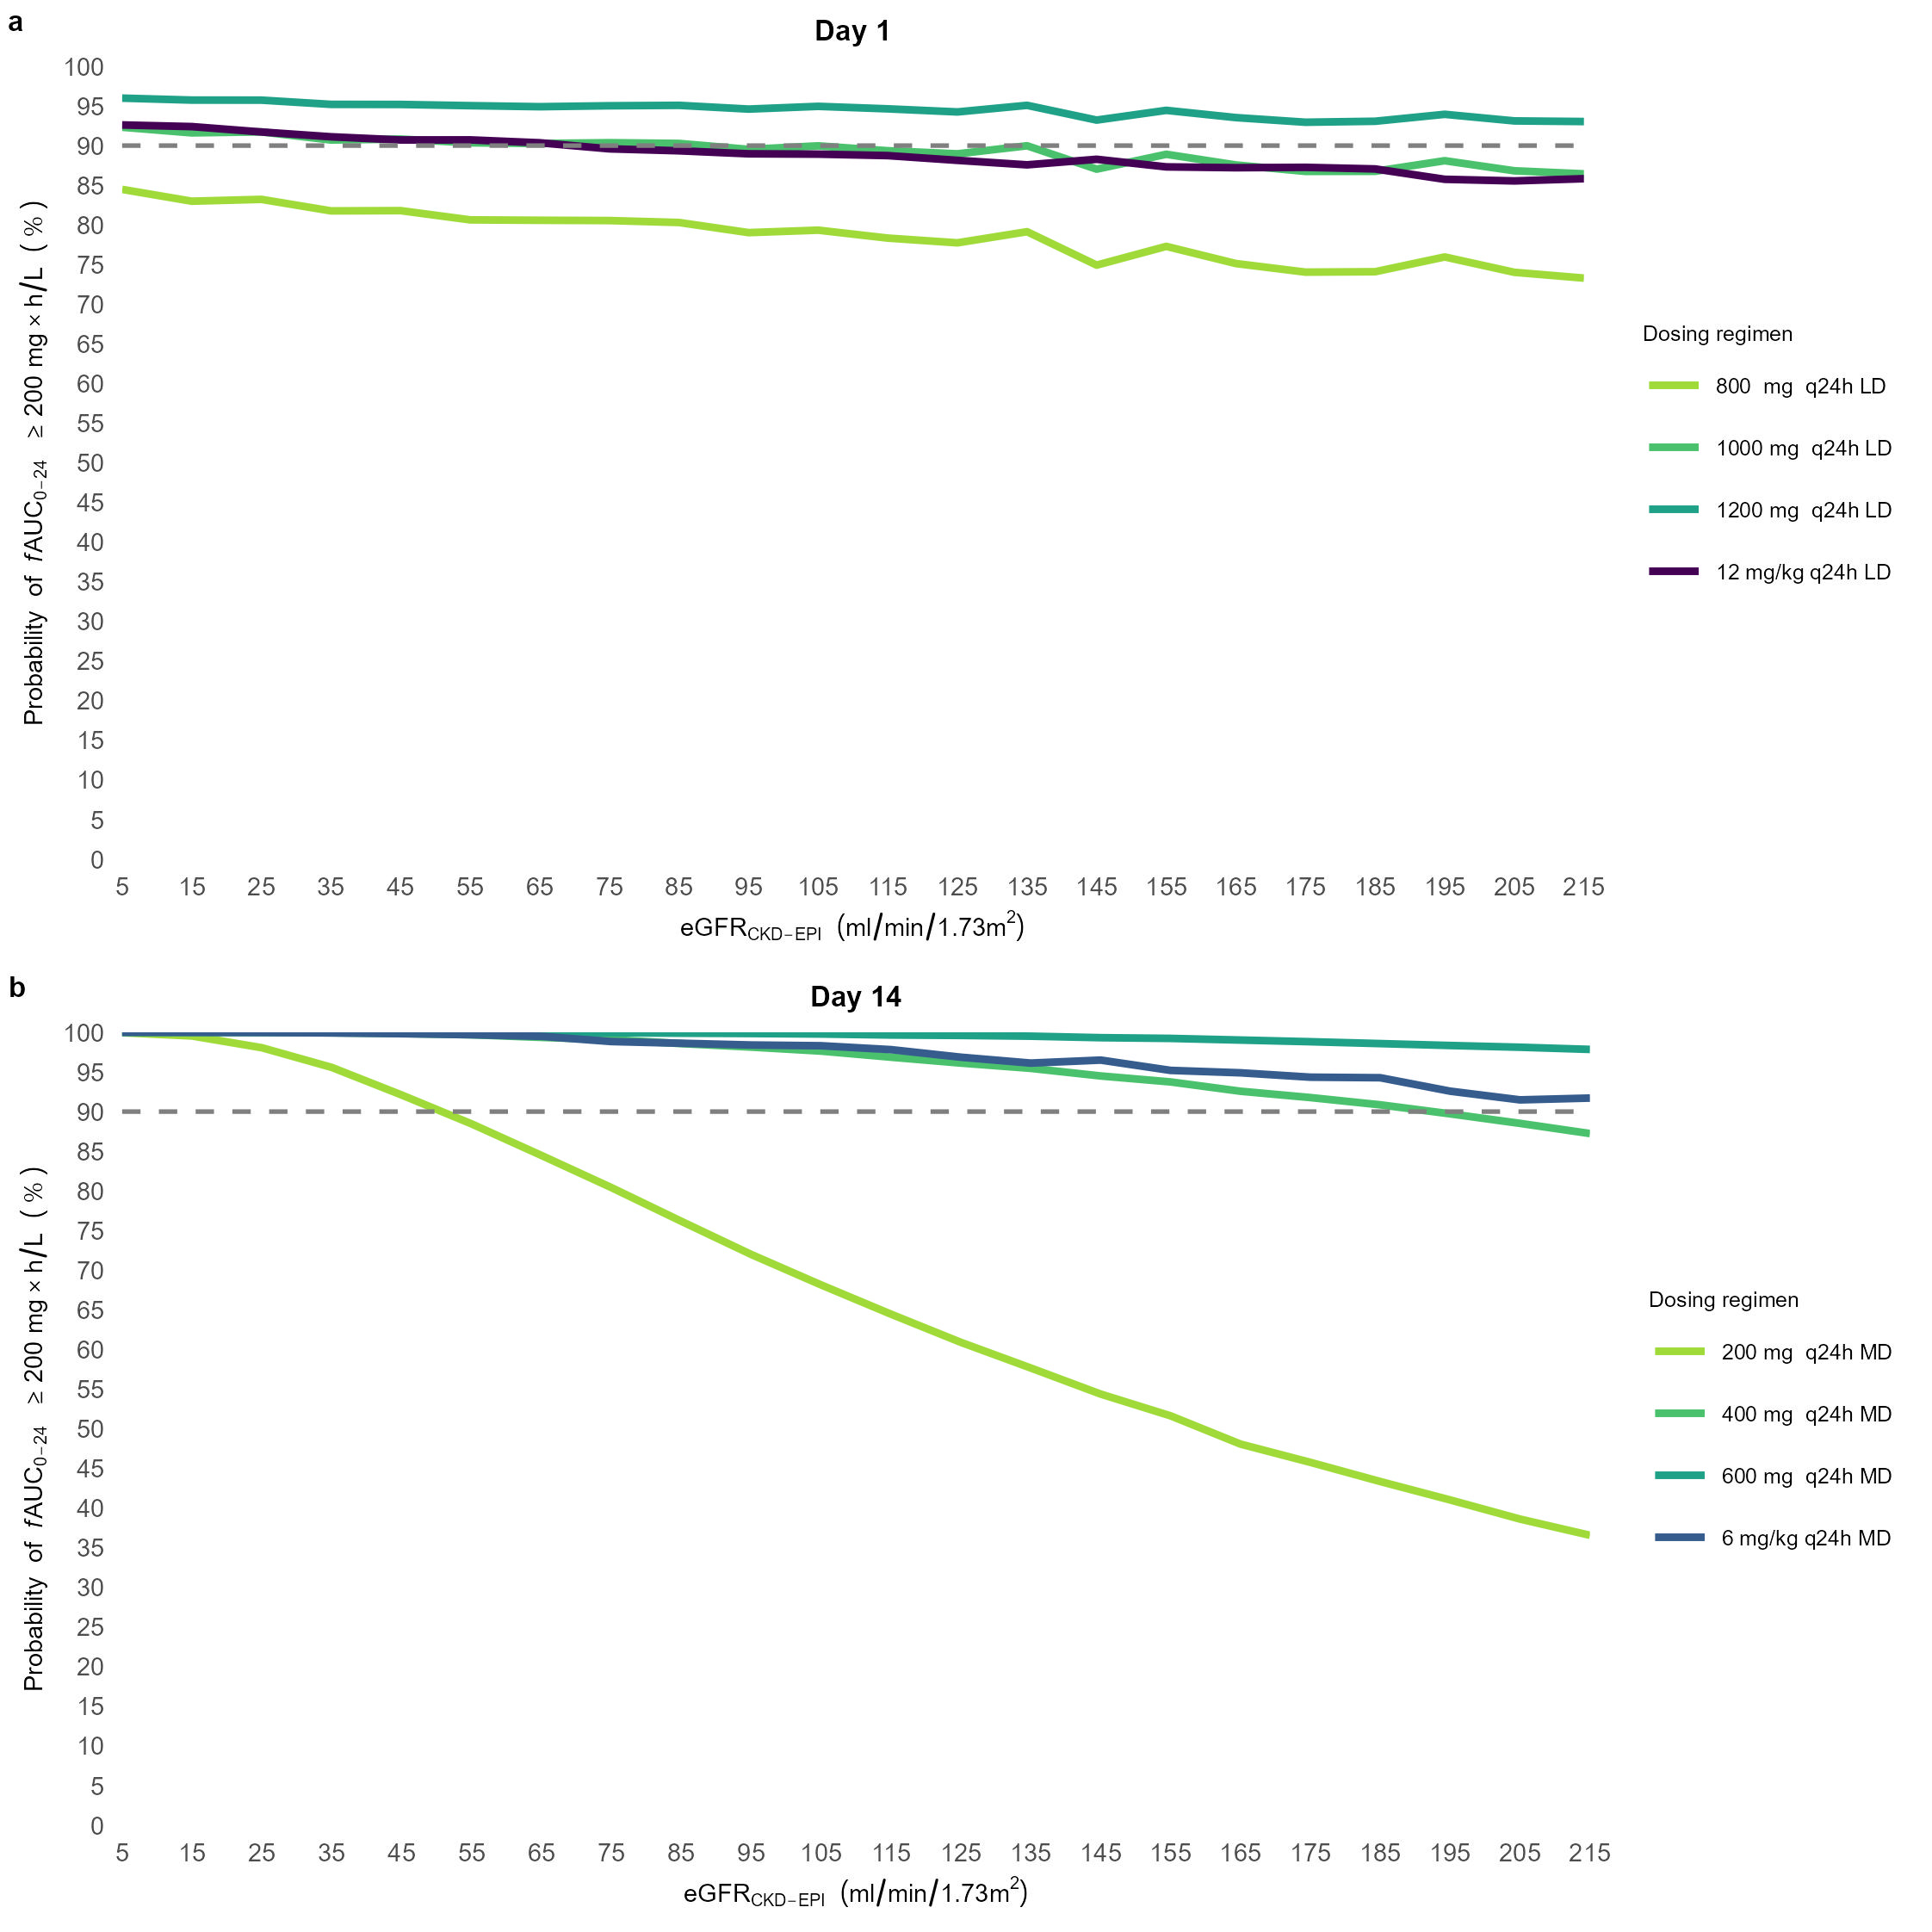 a
Day 1
100
95
90
85
80
75
70
65
60
55
50
45
40
35
30
25
20
15
10
5
0
Probability of fAUC0−24 ≥ 200 mg × h/L (%)
5 15 25 35 45 55 65 75 85 95 105 115 125 135 145 155 165 175 185 195 205 215
eGFRCKD−EPI (ml/min/1.73m2)
Dosing regimen
800 mg q24h LD
1000 mg q24h LD
1200 mg q24h LD
12 mg/kg q24h LD
b
Day 14
100
95
90
85
80
75
70
65
60
55
50
45
40
35
30
25
20
15
10
5
0
Probability of fAUC0−24 ≥ 200 mg × h/L (%)
5 15 25 35 45 55 65 75 85 95 105 115 125 135 145 155 165 175 185 195 205 215
eGFRCKD−EPI (ml/min/1.73m2)
Dosing regimen
200 mg q24h MD
400 mg q24h MD
600 mg q24h MD
6 mg/kg q24h MD